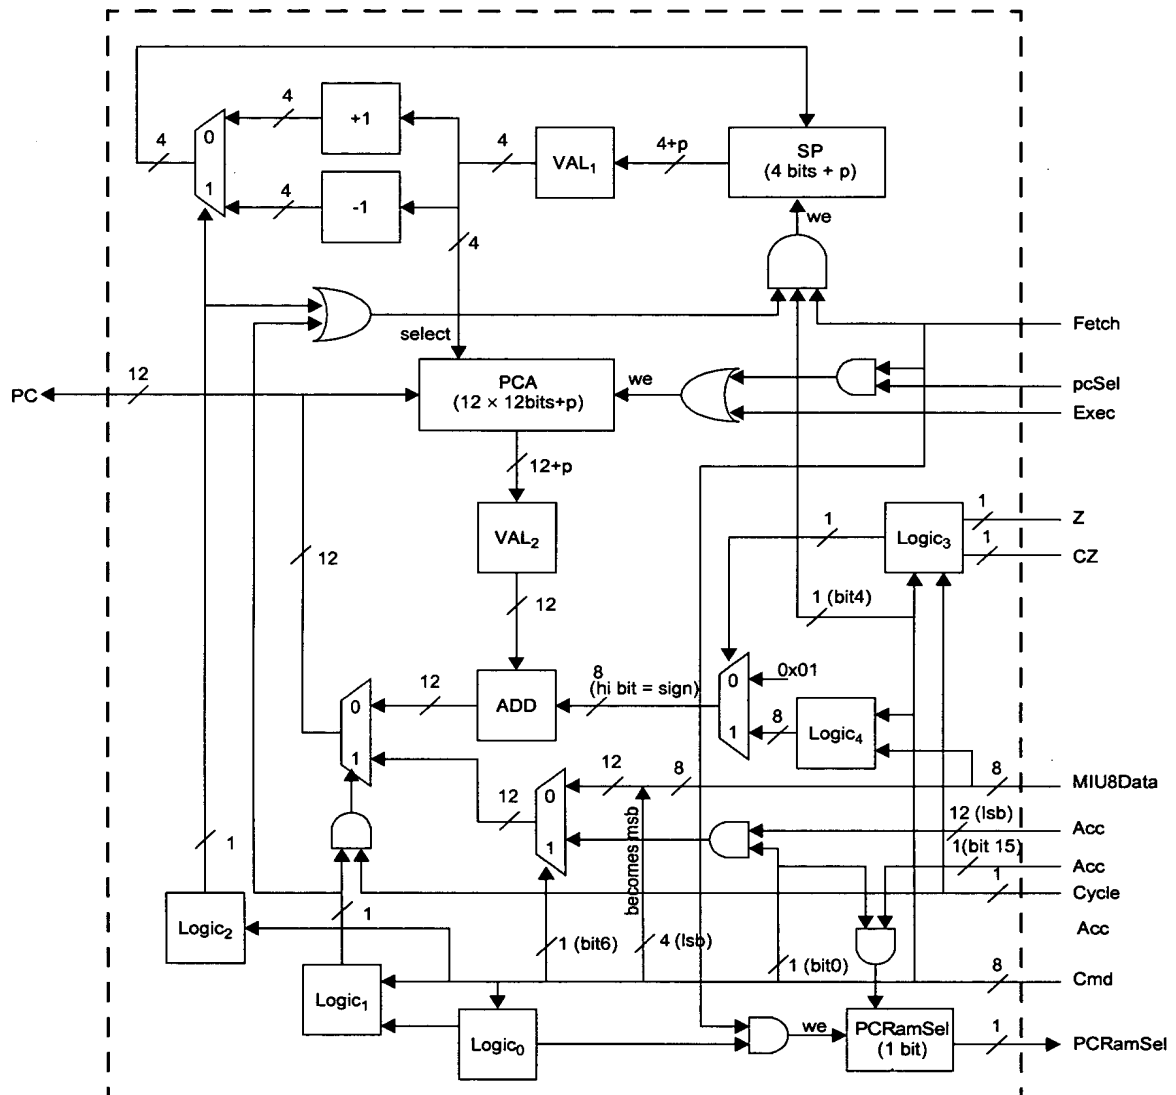 4
+1
0
4
4
VAL₁
4+p
SP
(4 bits + p)
1
4
-1
we
4
Fetch
select
12
PC
PCA
(12 × 12bits+p)
we
pcSel
Exec
12+p
1
Z
VAL₂
1
Logic₃
1
CZ
12
12
1 (bit4)
0x01
8
(hi bit = sign)
0
12
ADD
0
1
8
Logic₄
1
12
8
8
MIU8Data
12
0
becomes msb
12 (lsb)
Acc
1
1(bit 15)
Acc
1
1
Cycle
1
Logic₂
Acc
1 (bit6)
4 (lsb)
1 (bit0)
8
Cmd
Logic₁
Logic₀
we
PCRamSel
(1 bit)
1
PCRamSel